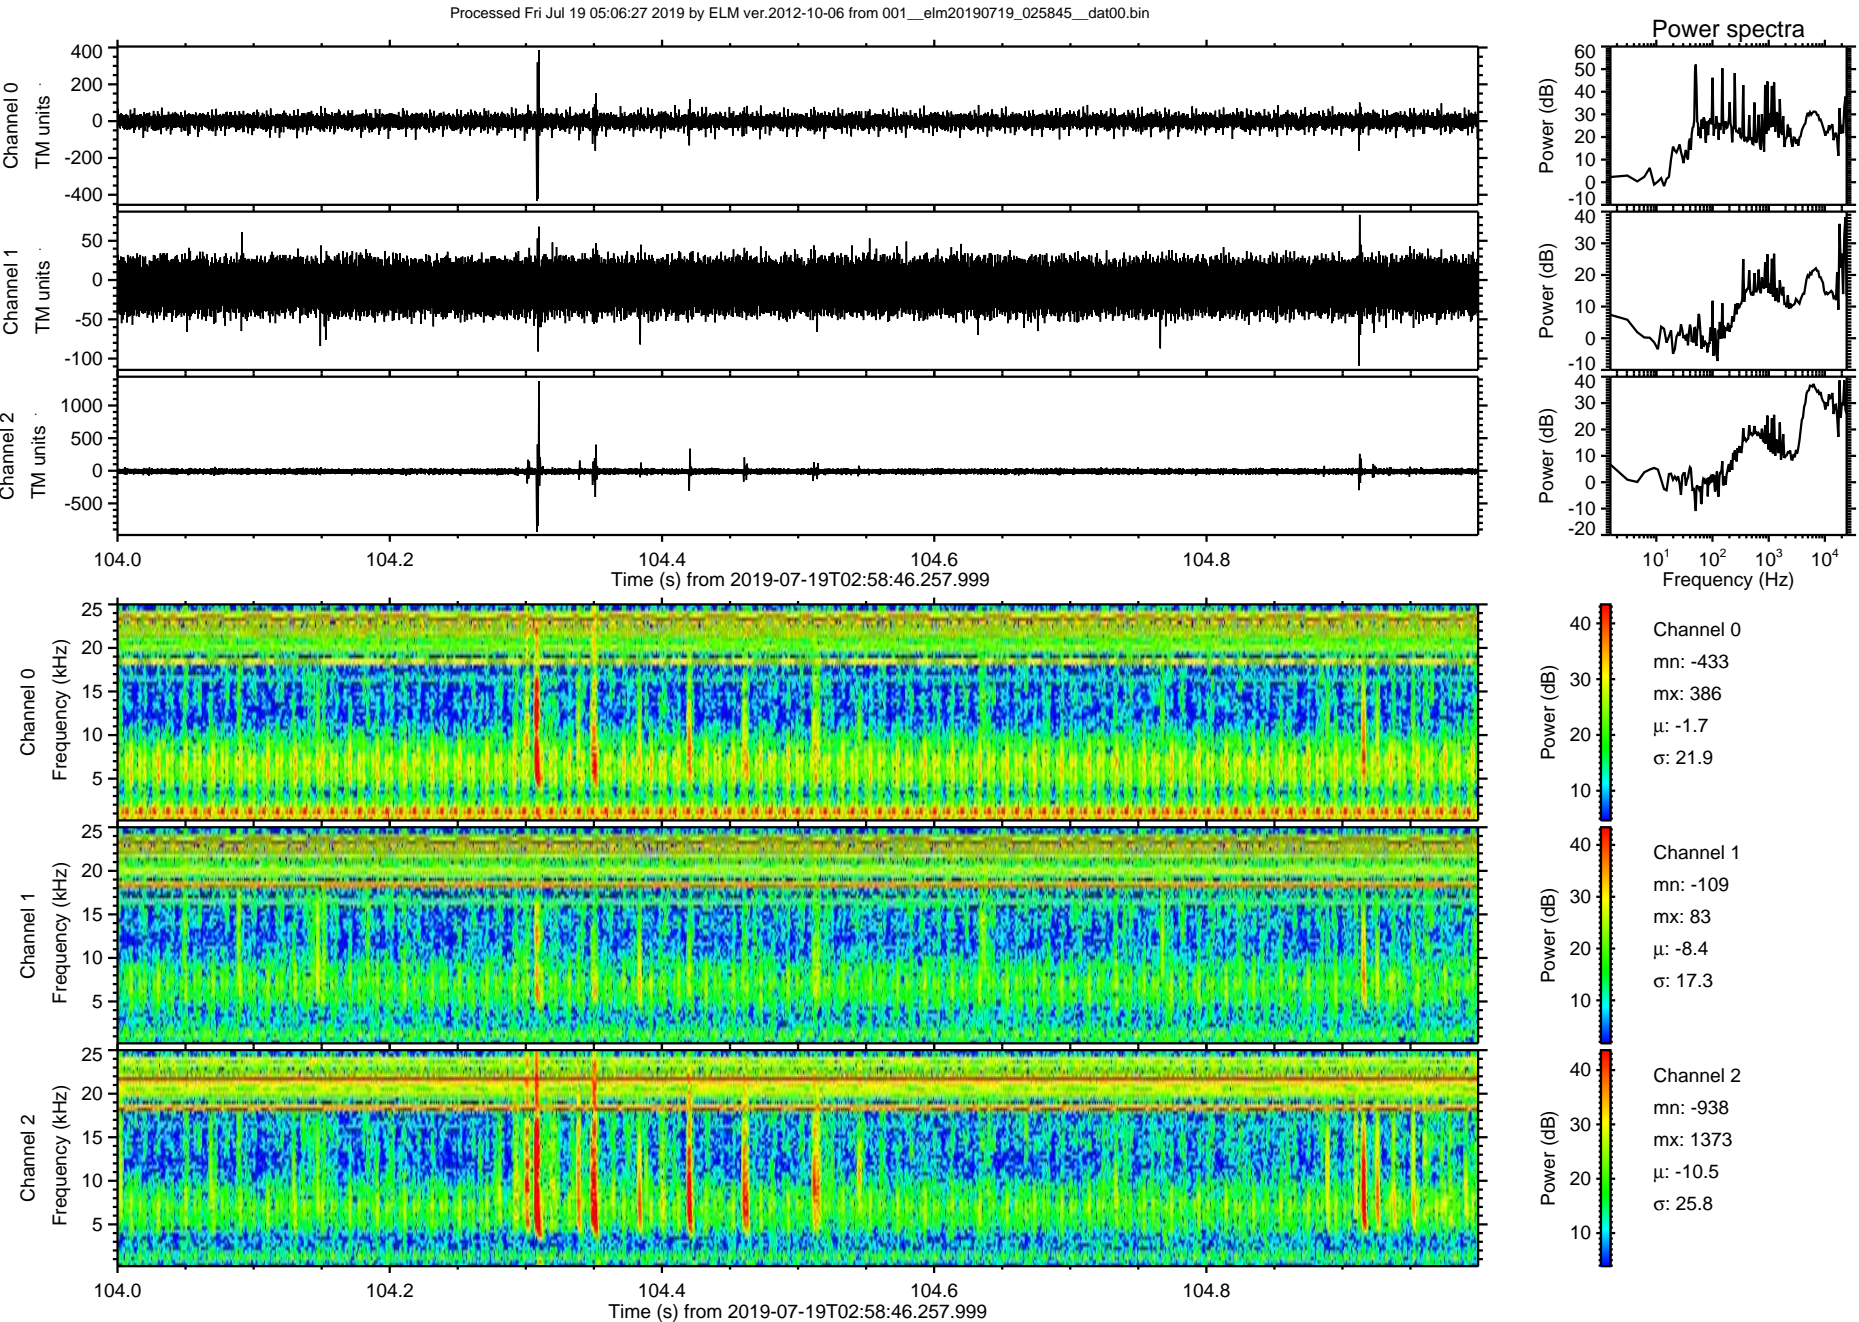 Processed Fri Jul 19 05:06:27 2019 by ELM ver.2012-10-06 from 001__elm20190719_025845__dat00.bin
Power spectra
Channel 0
TM units
400
200
0
-200
-400
Power (dB)
60
50
40
30
20
10
0
-10
Channel 1
TM units
50
0
-50
-100
Power (dB)
40
30
20
10
0
-10
Channel 2
TM units
1000
500
0
-500
Power (dB)
40
30
20
10
0
-10
-20
104.0 104.2 104.4 104.6 104.8
Time (s) from 2019-07-19T02:58:46.257.999
10¹ 10² 10³ 10⁴
Frequency (Hz)
Channel 0
Frequency (kHz)
25
20
15
10
5
Power (dB)
40
30
20
10
Channel 0
mn: -433
mx: 386
μ: -1.7
σ: 21.9
Channel 1
Frequency (kHz)
25
20
15
10
5
Power (dB)
40
30
20
10
Channel 1
mn: -109
mx: 83
μ: -8.4
σ: 17.3
Channel 2
Frequency (kHz)
25
20
15
10
5
Power (dB)
40
30
20
10
Channel 2
mn: -938
mx: 1373
μ: -10.5
σ: 25.8
104.0 104.2 104.4 104.6 104.8
Time (s) from 2019-07-19T02:58:46.257.999